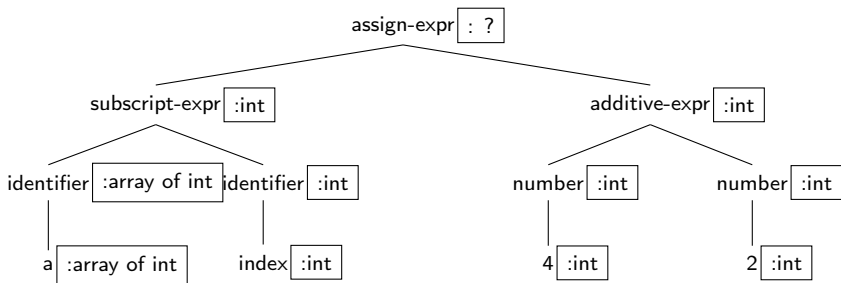 assign-expr : ?
subscript-expr :int additive-expr :int
identifier :array of int identifier :int number :int number :int
a :array of int index :int 4 :int 2 :int